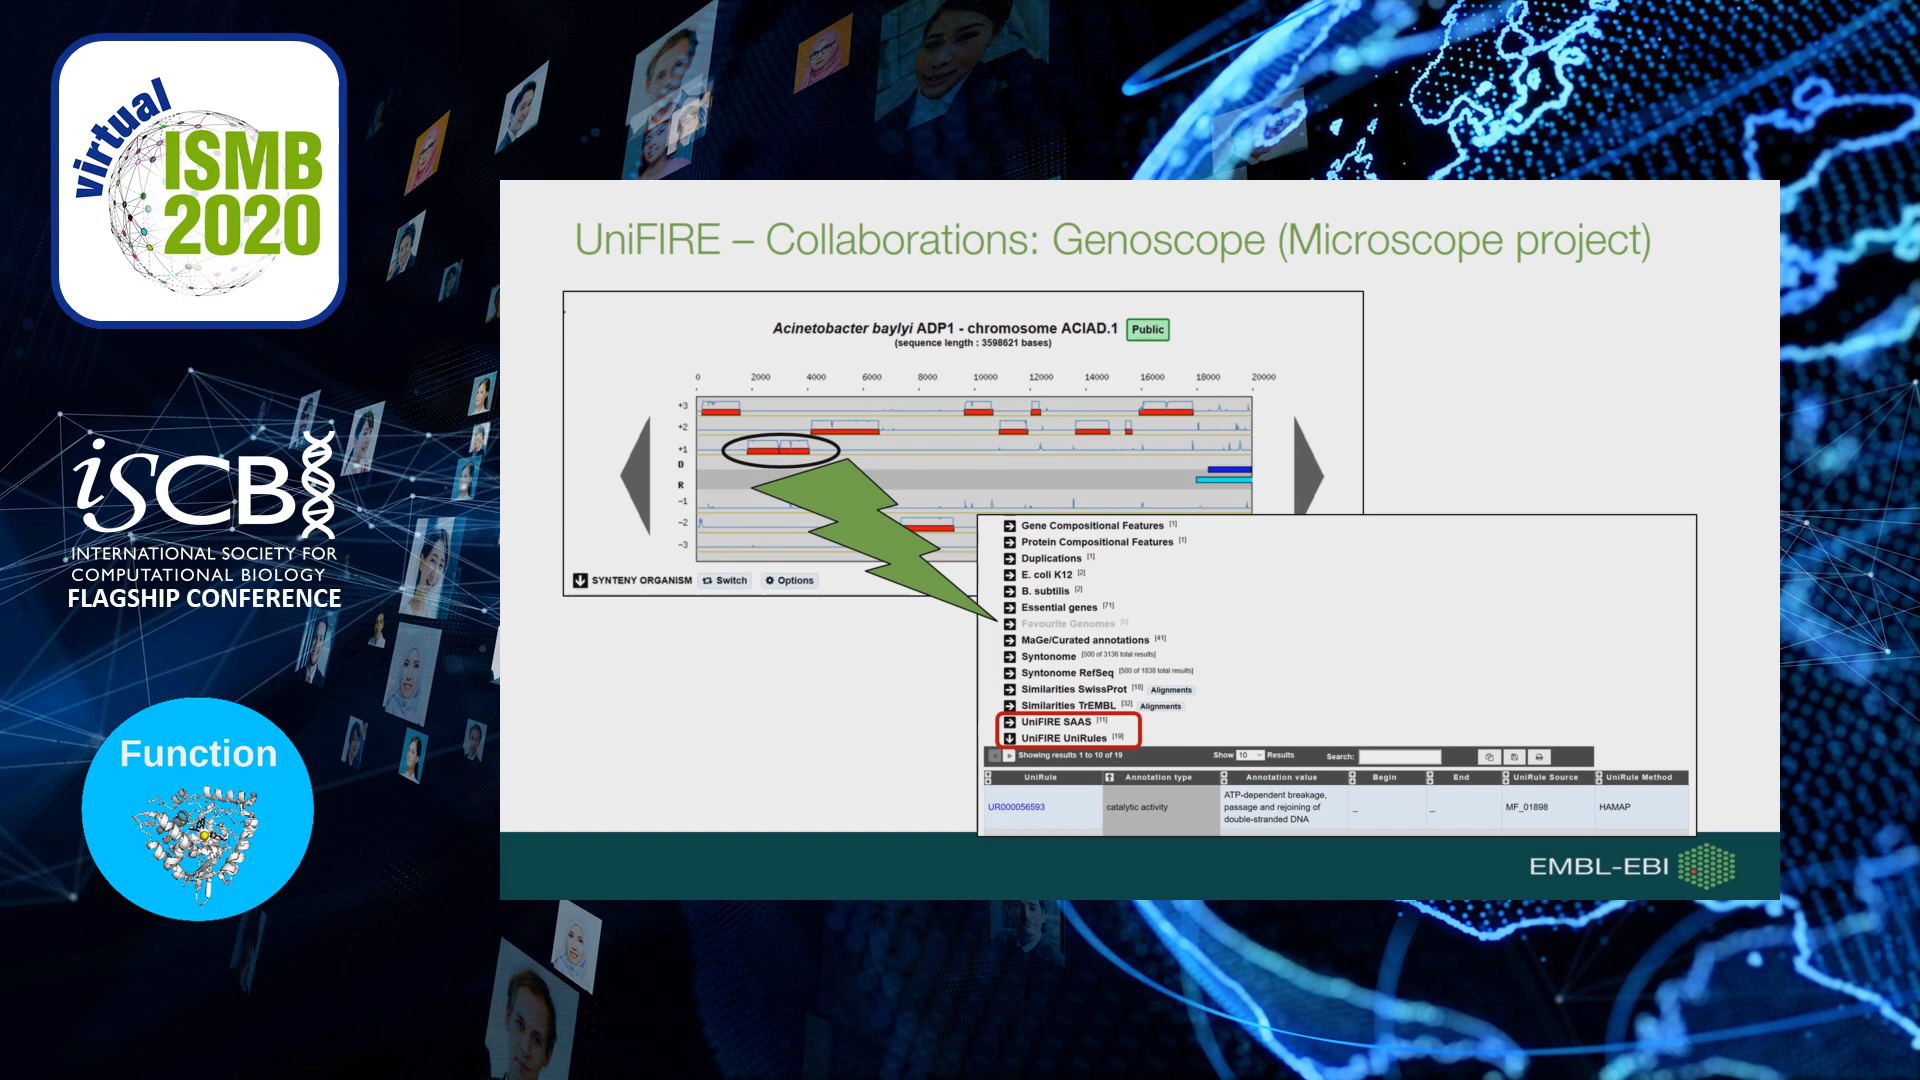 virtual
ISMB
2020
iSCB
INTERNATIONAL SOCIETY FOR
COMPUTATIONAL BIOLOGY
FLAGSHIP CONFERENCE
Function
UniFIRE – Collaborations: Genoscope (Microscope project)
Acinetobacter baylyi ADP1 - chromosome ACIAD.1 Public
(sequence length : 3598621 bases)
0 2000 4000 6000 8000 10000 12000 14000 16000 18000 20000
+3
+2
+1
D
R
−1
−2
−3
SYNTENY ORGANISM Switch Options
Gene Compositional Features [1]
Protein Compositional Features [1]
Duplications [1]
E. coli K12 [2]
B. subtilis [2]
Essential genes [71]
Favourite Genomes [0]
MaGe/Curated annotations [41]
Syntonome [500 of 3136 total results]
Syntonome RefSeq [500 of 1838 total results]
Similarities SwissProt [18] Alignments
Similarities TrEMBL [32] Alignments
UniFIRE SAAS [11]
UniFIRE UniRules [19]
Showing results 1 to 10 of 19 Show 10 Results Search:
UniRule Annotation type Annotation value Begin End UniRule Source UniRule Method
UR000056593 catalytic activity ATP-dependent breakage, passage and rejoining of double-stranded DNA _ _ MF_01898 HAMAP
EMBL-EBI